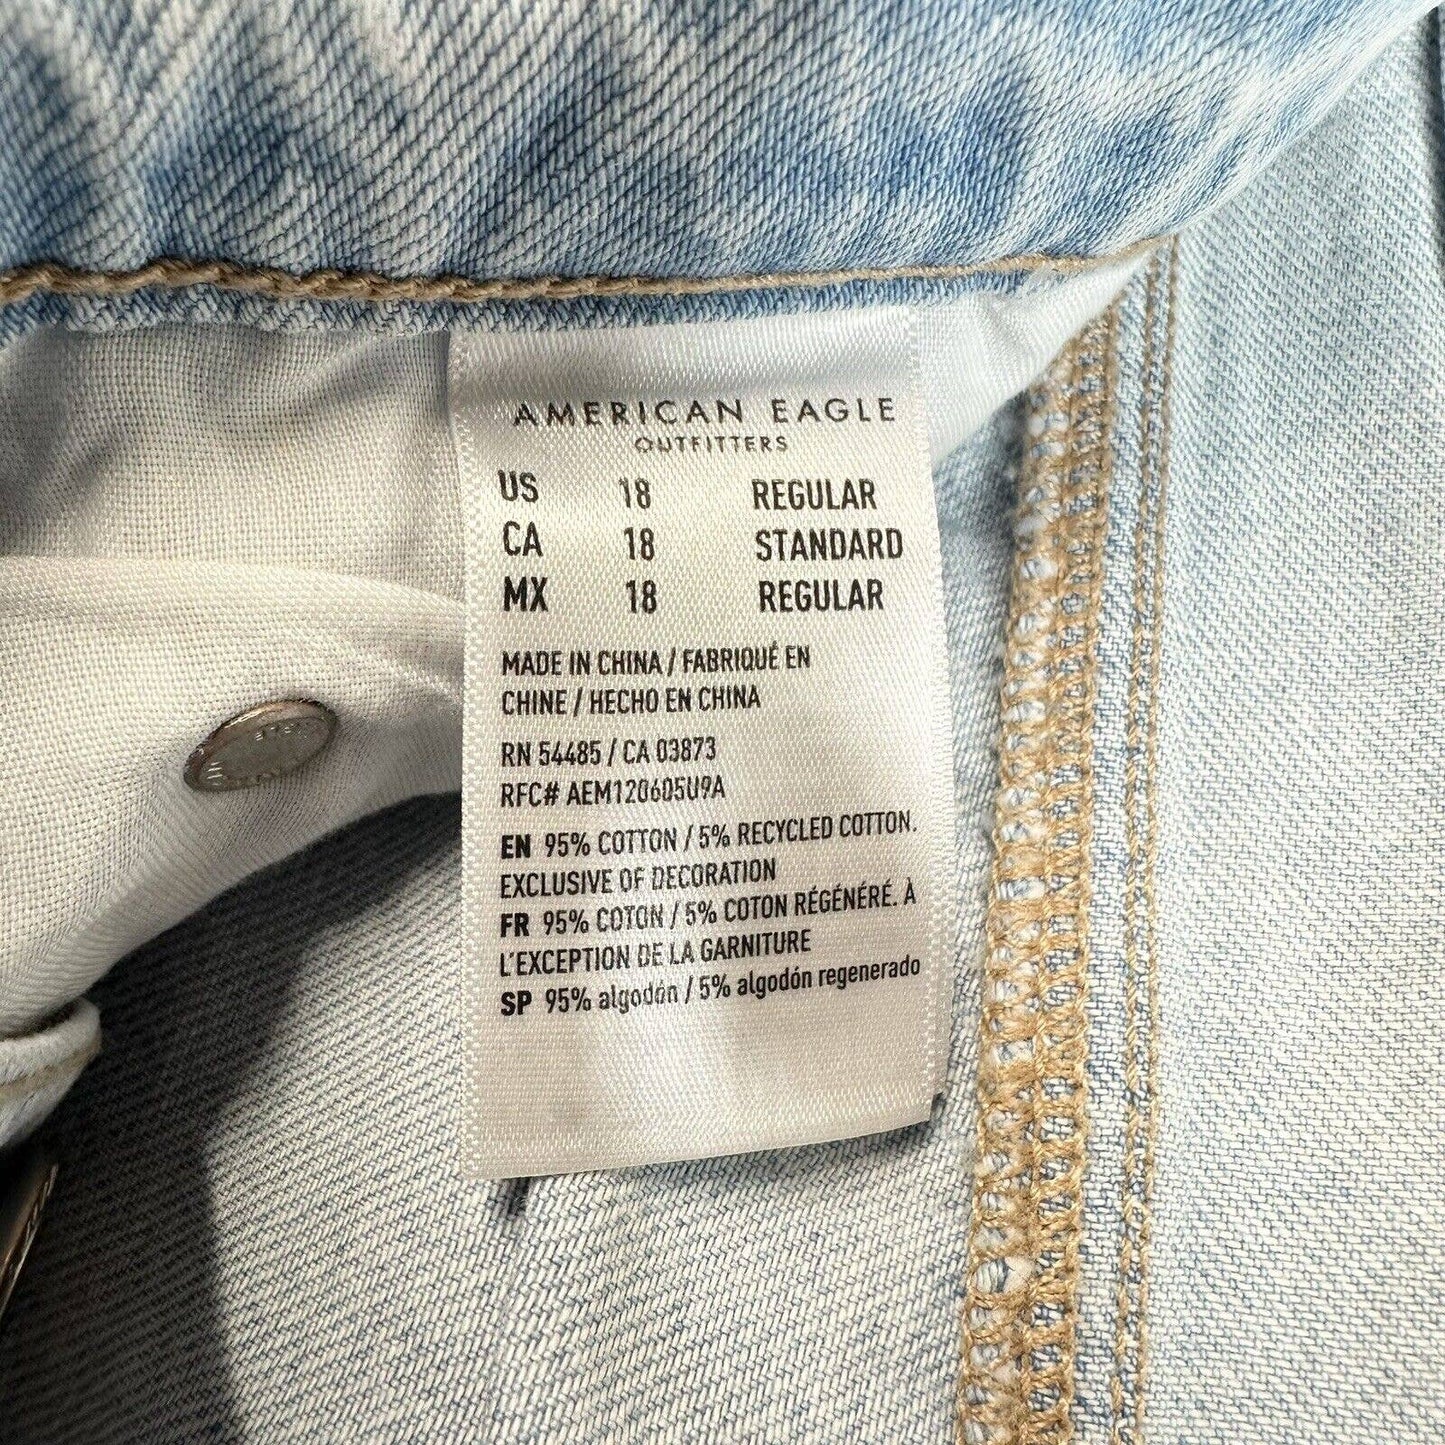 AMERICAN EAGLE
OUTFITTERS
US 18 REGULAR
CA 18 STANDARD
MX 18 REGULAR
MADE IN CHINA / FABRIQUÉ EN
CHINE / HECHO EN CHINA
RN 54485 / CA 03873
RFC# AEM120605U9A
EN 95% COTTON / 5% RECYCLED COTTON.
EXCLUSIVE OF DECORATION
FR 95% COTON / 5% COTON RÉGÉNÉRÉ. À
L'EXCEPTION DE LA GARNITURE
SP 95% algodón / 5% algodón regenerado